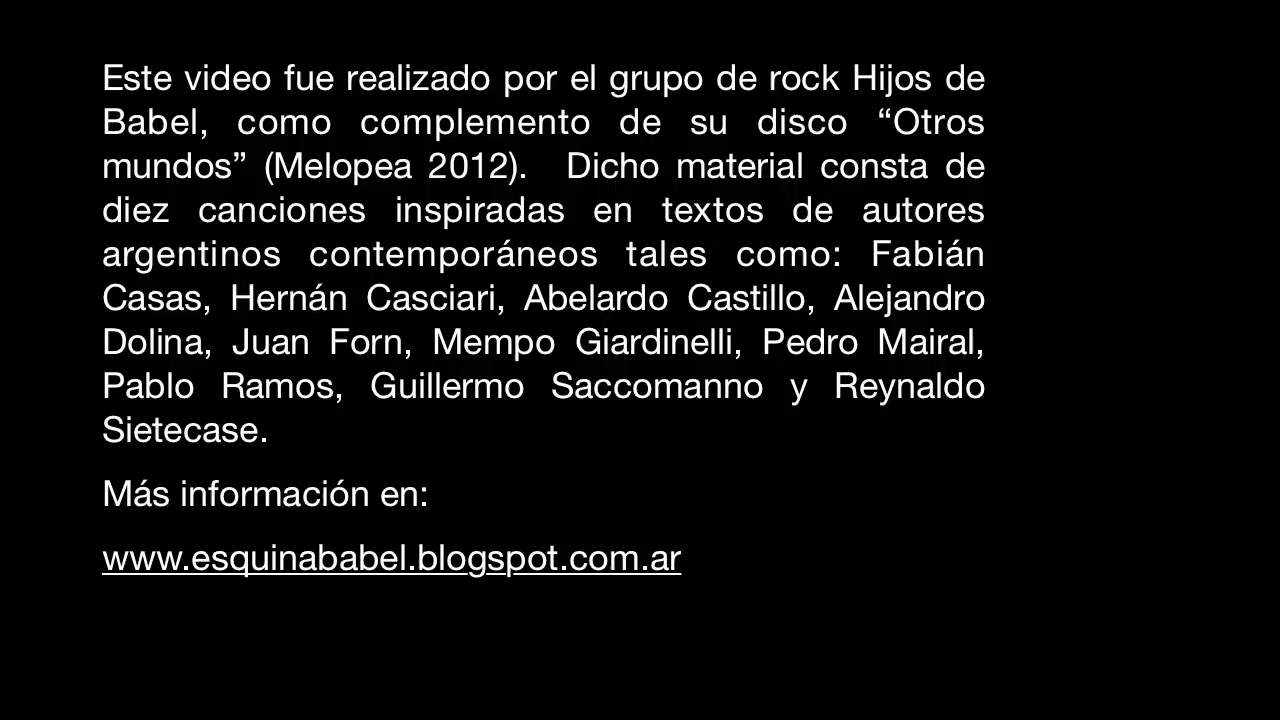 Este video fue realizado por el grupo de rock Hijos de
Babel, como complemento de su disco “Otros
mundos” (Melopea 2012).  Dicho material consta de
diez canciones inspiradas en textos de autores
argentinos contemporáneos tales como: Fabián
Casas, Hernán Casciari, Abelardo Castillo, Alejandro
Dolina, Juan Forn, Mempo Giardinelli, Pedro Mairal,
Pablo Ramos, Guillermo Saccomanno y Reynaldo
Sietecase.
Más información en:
www.esquinababel.blogspot.com.ar